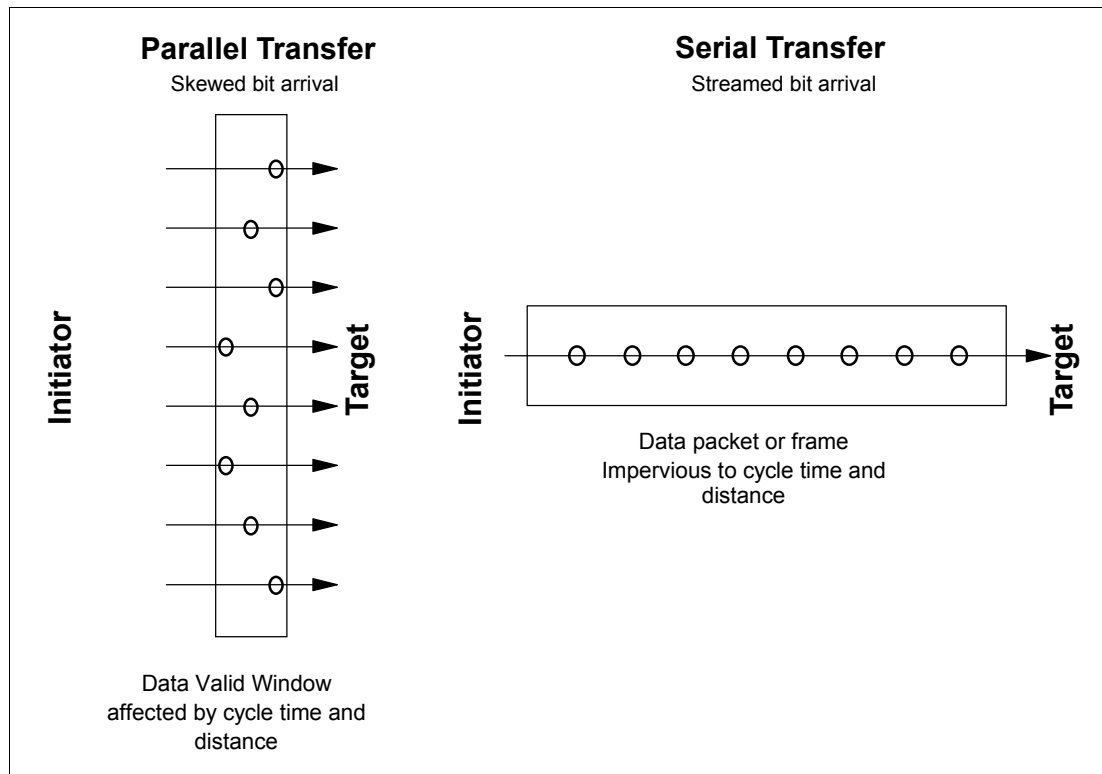 Parallel Transfer
Skewed bit arrival
Initiator
Target
Data Valid Window
affected by cycle time and
distance
Serial Transfer
Streamed bit arrival
Initiator
Target
Data packet or frame
Impervious to cycle time and
distance